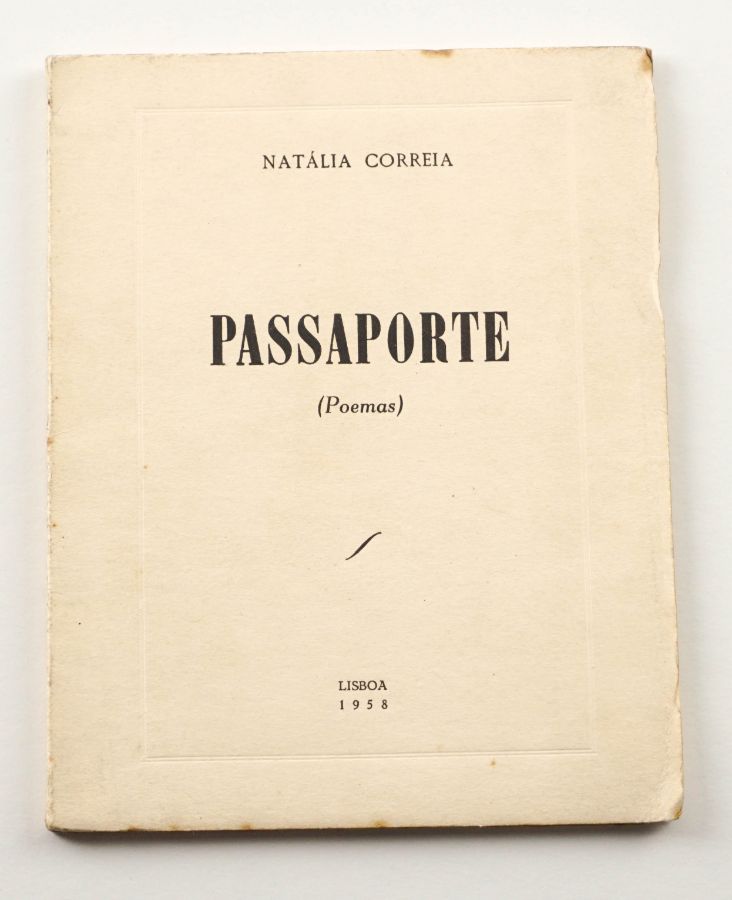 NATÁLIA CORREIA
PASSAPORTE
(Poemas)
LISBOA
1958